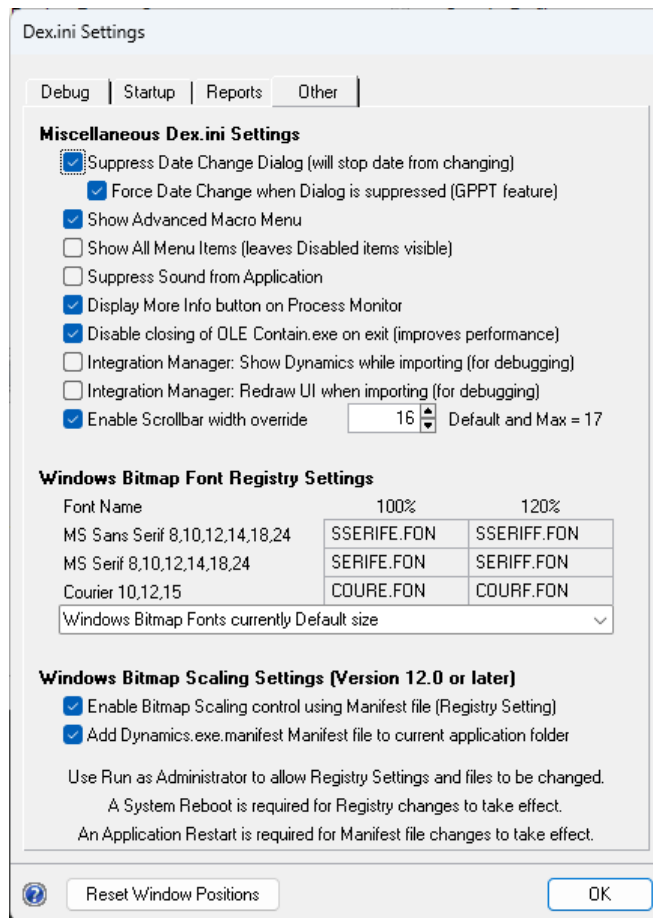 Dex.ini Settings
Debug Startup Reports Other
Miscellaneous Dex.ini Settings
Suppress Date Change Dialog (will stop date from changing)
Force Date Change when Dialog is suppressed (GPPT feature)
Show Advanced Macro Menu
Show All Menu Items (leaves Disabled items visible)
Suppress Sound from Application
Display More Info button on Process Monitor
Disable closing of OLE Contain.exe on exit (improves performance)
Integration Manager: Show Dynamics while importing (for debugging)
Integration Manager: Redraw UI when importing (for debugging)
Enable Scrollbar width override 16 Default and Max = 17
Windows Bitmap Font Registry Settings
Font Name 100% 120%
MS Sans Serif 8,10,12,14,18,24 SSERIFE.FON SSERIFF.FON
MS Serif 8,10,12,14,18,24 SERIFE.FON SERIFF.FON
Courier 10,12,15 COURE.FON COURF.FON
Windows Bitmap Fonts currently Default size
Windows Bitmap Scaling Settings (Version 12.0 or later)
Enable Bitmap Scaling control using Manifest file (Registry Setting)
Add Dynamics.exe.manifest Manifest file to current application folder
Use Run as Administrator to allow Registry Settings and files to be changed.
A System Reboot is required for Registry changes to take effect.
An Application Restart is required for Manifest file changes to take effect.
Reset Window Positions OK